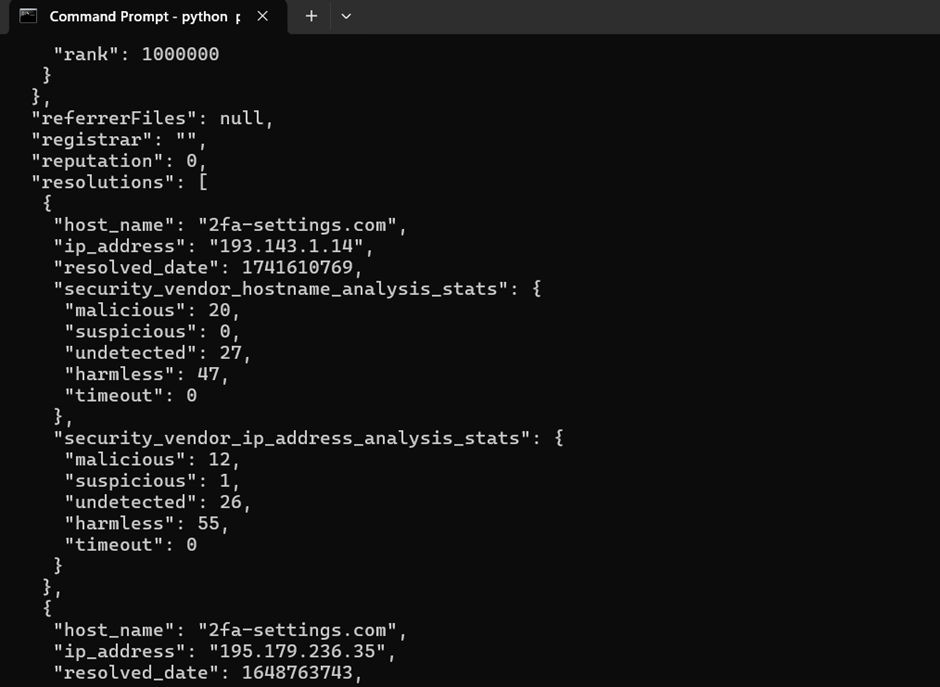 Command Prompt - python
"rank": 1000000
}
},
"referrerFiles": null,
"registrar": "",
"reputation": 0,
"resolutions": [
{
"host_name": "2fa-settings.com",
"ip_address": "193.143.1.14",
"resolved_date": 1741610769,
"security_vendor_hostname_analysis_stats": {
"malicious": 20,
"suspicious": 0,
"undetected": 27,
"harmless": 47,
"timeout": 0
},
"security_vendor_ip_address_analysis_stats": {
"malicious": 12,
"suspicious": 1,
"undetected": 26,
"harmless": 55,
"timeout": 0
}
},
{
"host_name": "2fa-settings.com",
"ip_address": "195.179.236.35",
"resolved_date": 1648763743,